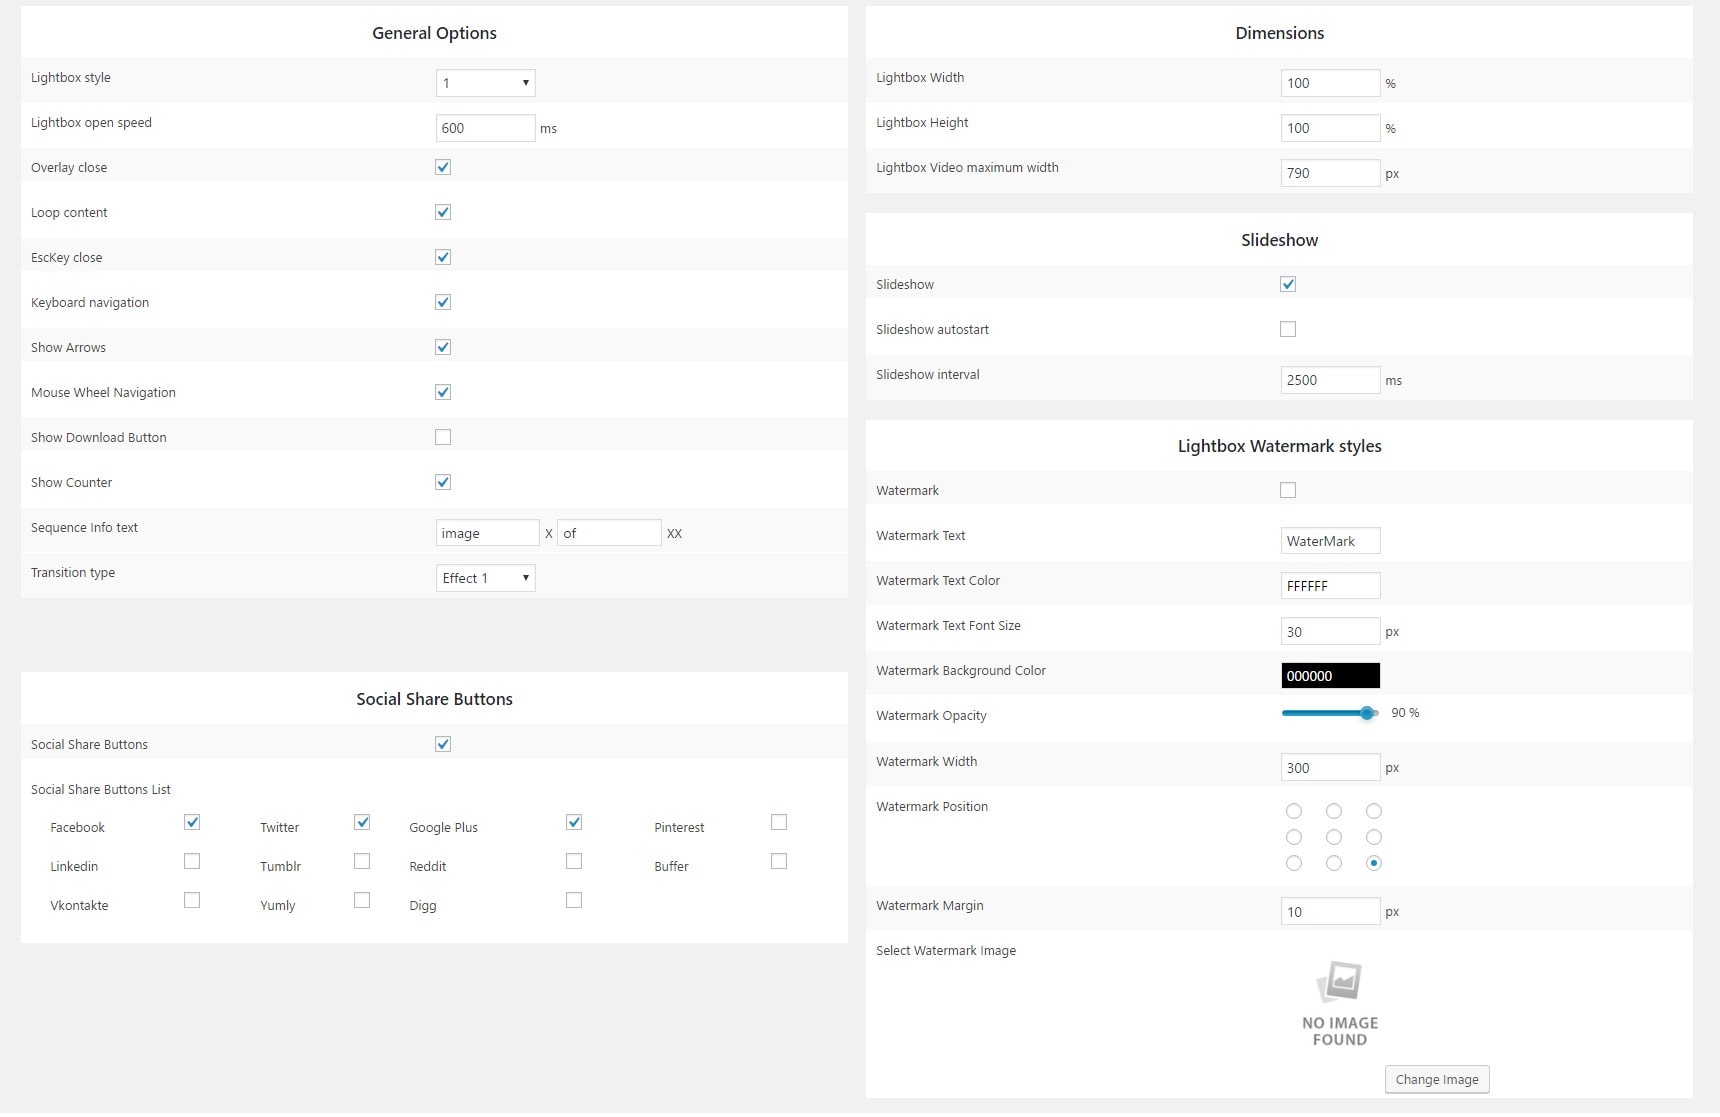 General Options
Lightbox style 1
Lightbox open speed 600 ms
Overlay close
Loop content
EscKey close
Keyboard navigation
Show Arrows
Mouse Wheel Navigation
Show Download Button
Show Counter
Sequence Info text image X of XX
Transition type Effect 1
Social Share Buttons
Social Share Buttons
Social Share Buttons List
Facebook Twitter Google Plus Pinterest
Linkedin Tumblr Reddit Buffer
Vkontakte Yumly Digg
Dimensions
Lightbox Width 100 %
Lightbox Height 100 %
Lightbox Video maximum width 790 px
Slideshow
Slideshow
Slideshow autostart
Slideshow interval 2500 ms
Lightbox Watermark styles
Watermark
Watermark Text WaterMark
Watermark Text Color FFFFFF
Watermark Text Font Size 30 px
Watermark Background Color 000000
Watermark Opacity 90 %
Watermark Width 300 px
Watermark Position
Watermark Margin 10 px
Select Watermark Image
NO IMAGE
FOUND
Change Image